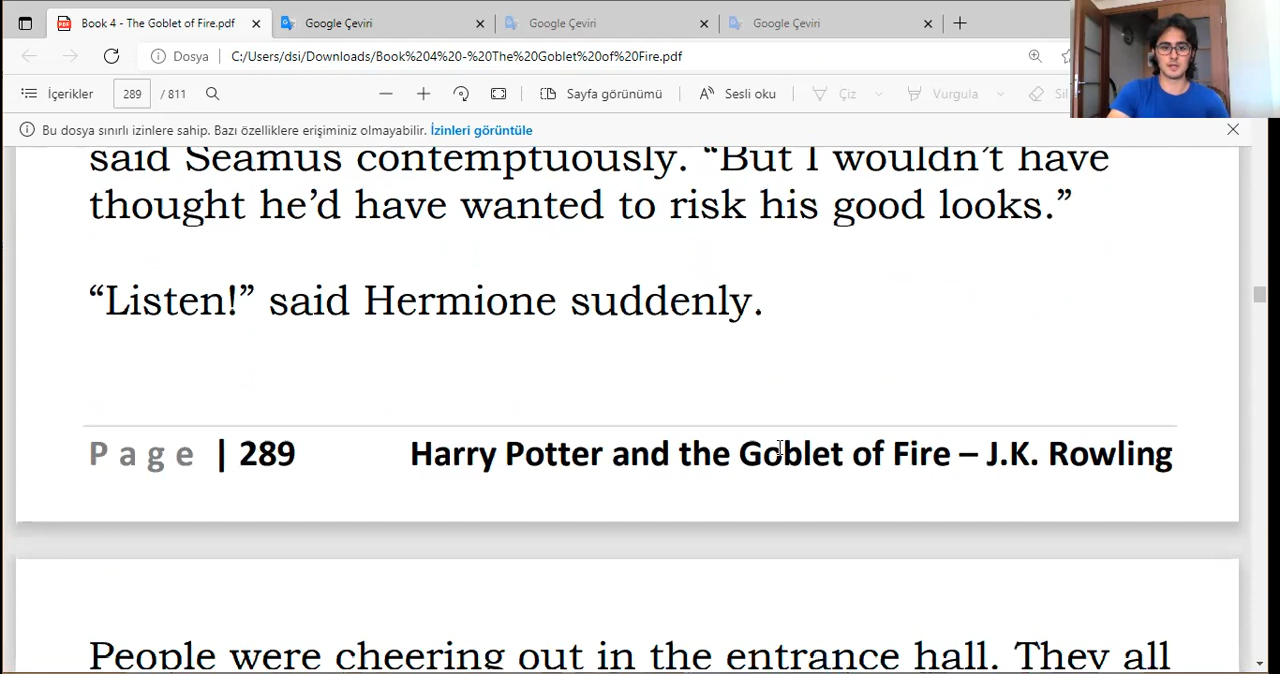 Book 4 - The Goblet of Fire.pdf
Google Çeviri
Google Çeviri
Google Çeviri
Dosya
C:/Users/dsi/Downloads/Book%204%20-%20The%20Goblet%20of%20Fire.pdf
İçerikler
289 / 811
Sayfa görünümü
Sesli oku
Çiz
Vurgula
Sil
Bu dosya sınırlı izinlere sahip. Bazı özelliklere erişiminiz olmayabilir. İzinleri görüntüle
said Seamus contemptuously. “But I wouldn’t have
thought he’d have wanted to risk his good looks.”
“Listen!” said Hermione suddenly.
Page | 289
Harry Potter and the Goblet of Fire – J.K. Rowling
People were cheering out in the entrance hall. They all